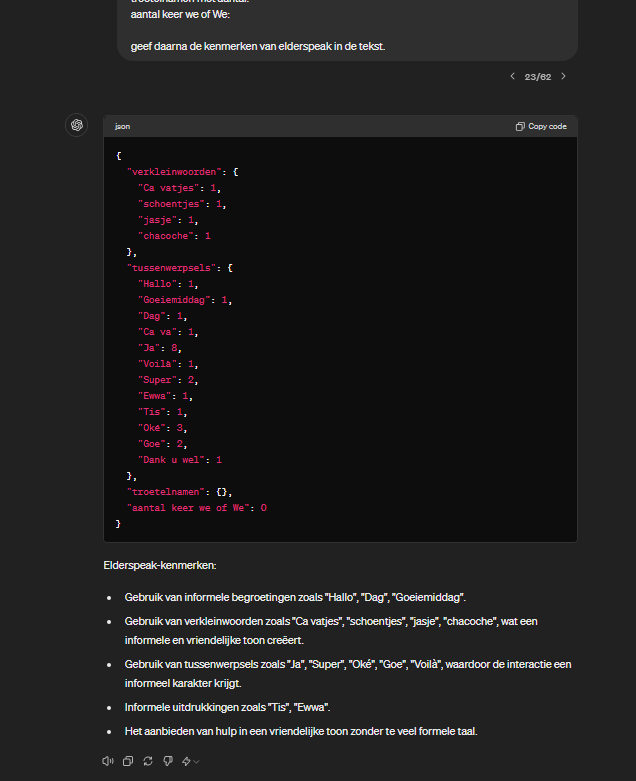 troetelnamen met aantal:
aantal keer we of We:
geef daarna de kenmerken van elderspeak in de tekst.
23/62
json
Copy code
{
"verkleinwoorden": {
"Ca vatjes": 1,
"schoentjes": 1,
"jasje": 1,
"chacoche": 1
},
"tussenwerpsels": {
"Hallo": 1,
"Goeiemiddag": 1,
"Dag": 1,
"Ca va": 1,
"Ja": 8,
"Voilà": 1,
"Super": 2,
"Ewwa": 1,
"Tis": 1,
"Oké": 3,
"Goe": 2,
"Dank u wel": 1
},
"troetelnamen": {},
"aantal keer we of We": 0
}
Elderspeak-kenmerken:
• Gebruik van informele begroetingen zoals "Hallo", "Dag", "Goeiemiddag".
• Gebruik van verkleinwoorden zoals "Ca vatjes", "schoentjes", "jasje", "chacoche", wat een
informele en vriendelijke toon creëert.
• Gebruik van tussenwerpsels zoals "Ja", "Super", "Oké", "Goe", "Voilà", waardoor de interactie een
informeel karakter krijgt.
• Informele uitdrukkingen zoals "Tis", "Ewwa".
• Het aanbieden van hulp in een vriendelijke toon zonder te veel formele taal.